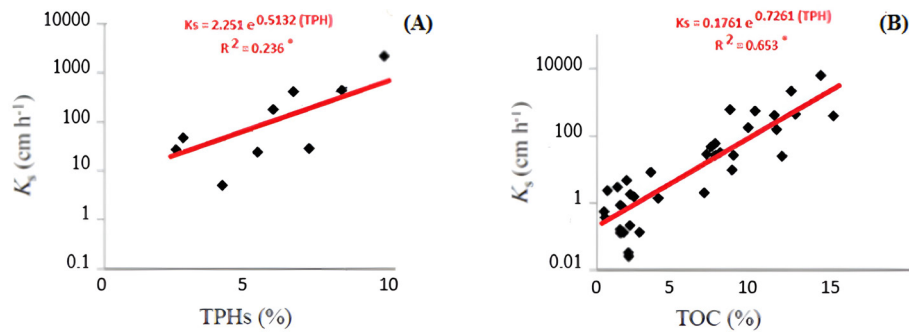 (A)
Ks = 2.251 e 0.5132 (TPH)
R 2 = 0.236 *
10000
1000
100
10
1
0.1
Ks (cm h-1)
0 5 10
TPHs (%)
(B)
Ks = 0.1761 e 0.7261 (TPH)
R 2 = 0.653 *
10000
100
1
0.01
Ks (cm h-1)
0 5 10 15
TOC (%)